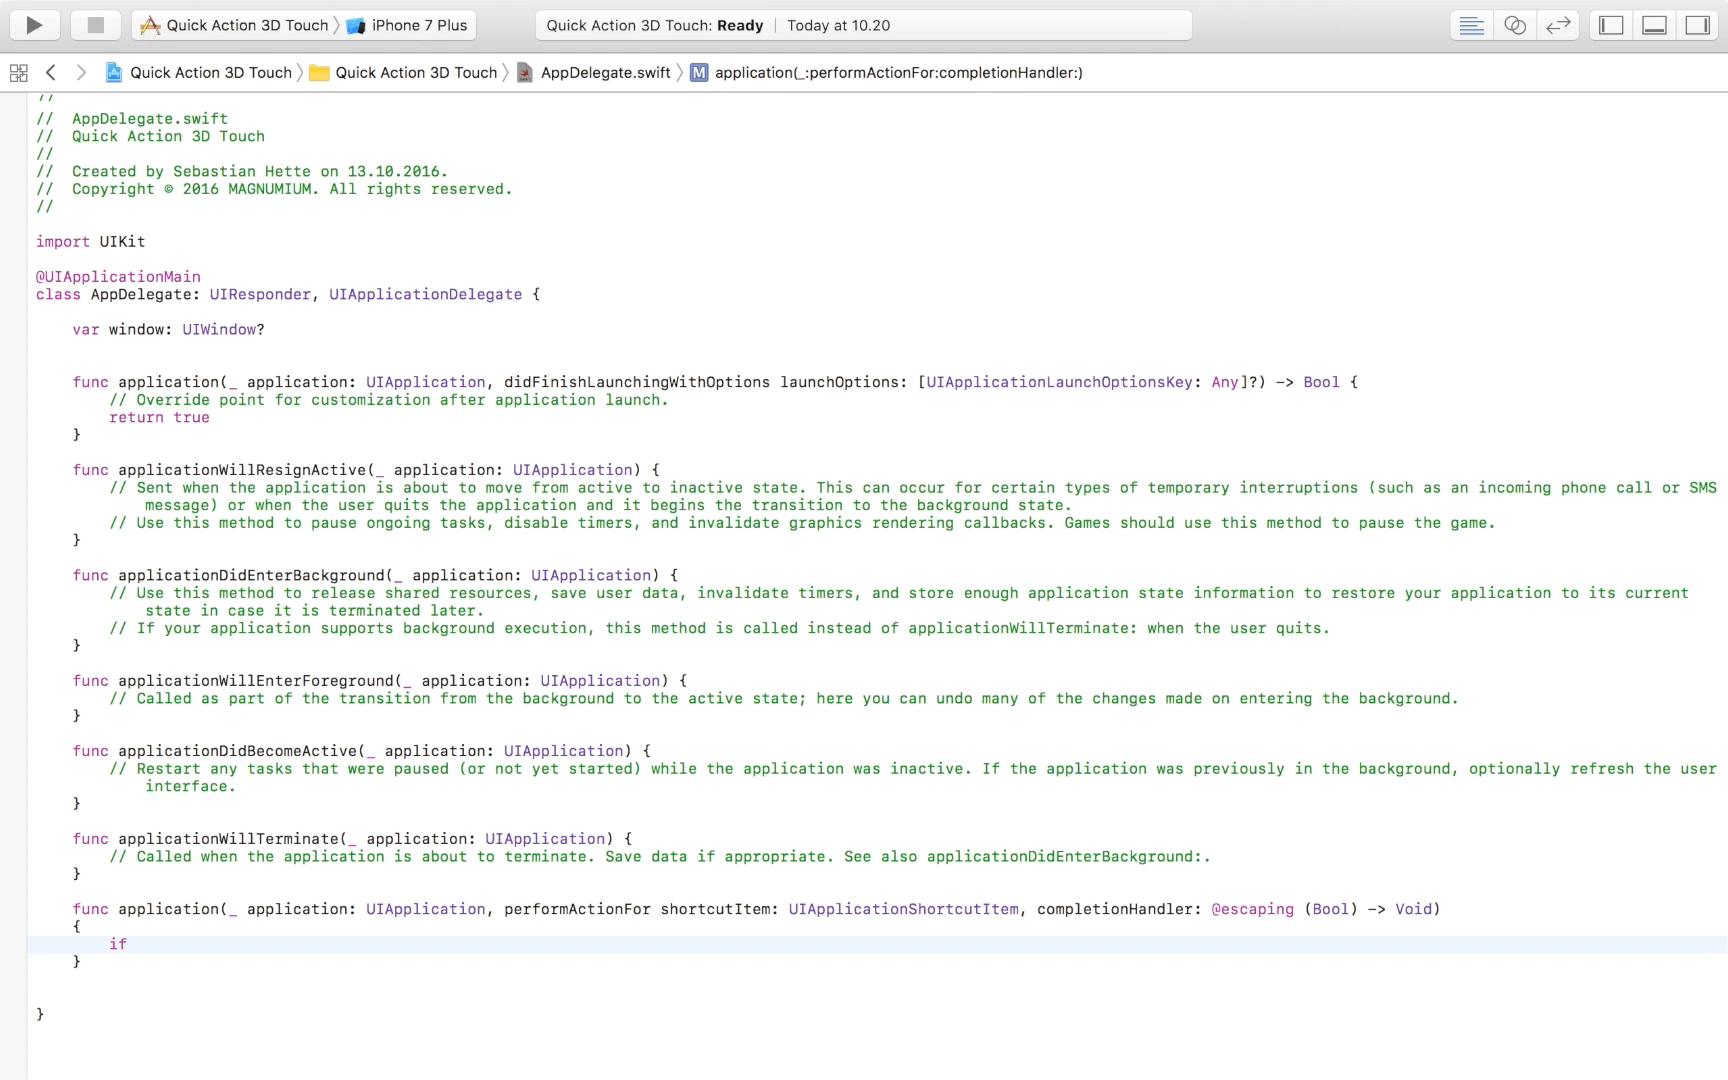 Quick Action 3D Touch iPhone 7 Plus Quick Action 3D Touch: Ready Today at 10.20
Quick Action 3D Touch Quick Action 3D Touch AppDelegate.swift M application(_:performActionFor:completionHandler:)
//
//  AppDelegate.swift
//  Quick Action 3D Touch
//
//  Created by Sebastian Hette on 13.10.2016.
//  Copyright © 2016 MAGNUMIUM. All rights reserved.
//
import UIKit
@UIApplicationMain
class AppDelegate: UIResponder, UIApplicationDelegate {
var window: UIWindow?
func application(_ application: UIApplication, didFinishLaunchingWithOptions launchOptions: [UIApplicationLaunchOptionsKey: Any]?) -> Bool {
// Override point for customization after application launch.
return true
}
func applicationWillResignActive(_ application: UIApplication) {
// Sent when the application is about to move from active to inactive state. This can occur for certain types of temporary interruptions (such as an incoming phone call or SMS
message) or when the user quits the application and it begins the transition to the background state.
// Use this method to pause ongoing tasks, disable timers, and invalidate graphics rendering callbacks. Games should use this method to pause the game.
}
func applicationDidEnterBackground(_ application: UIApplication) {
// Use this method to release shared resources, save user data, invalidate timers, and store enough application state information to restore your application to its current
state in case it is terminated later.
// If your application supports background execution, this method is called instead of applicationWillTerminate: when the user quits.
}
func applicationWillEnterForeground(_ application: UIApplication) {
// Called as part of the transition from the background to the active state; here you can undo many of the changes made on entering the background.
}
func applicationDidBecomeActive(_ application: UIApplication) {
// Restart any tasks that were paused (or not yet started) while the application was inactive. If the application was previously in the background, optionally refresh the user
interface.
}
func applicationWillTerminate(_ application: UIApplication) {
// Called when the application is about to terminate. Save data if appropriate. See also applicationDidEnterBackground:.
}
func application(_ application: UIApplication, performActionFor shortcutItem: UIApplicationShortcutItem, completionHandler: @escaping (Bool) -> Void)
{
if
}
}